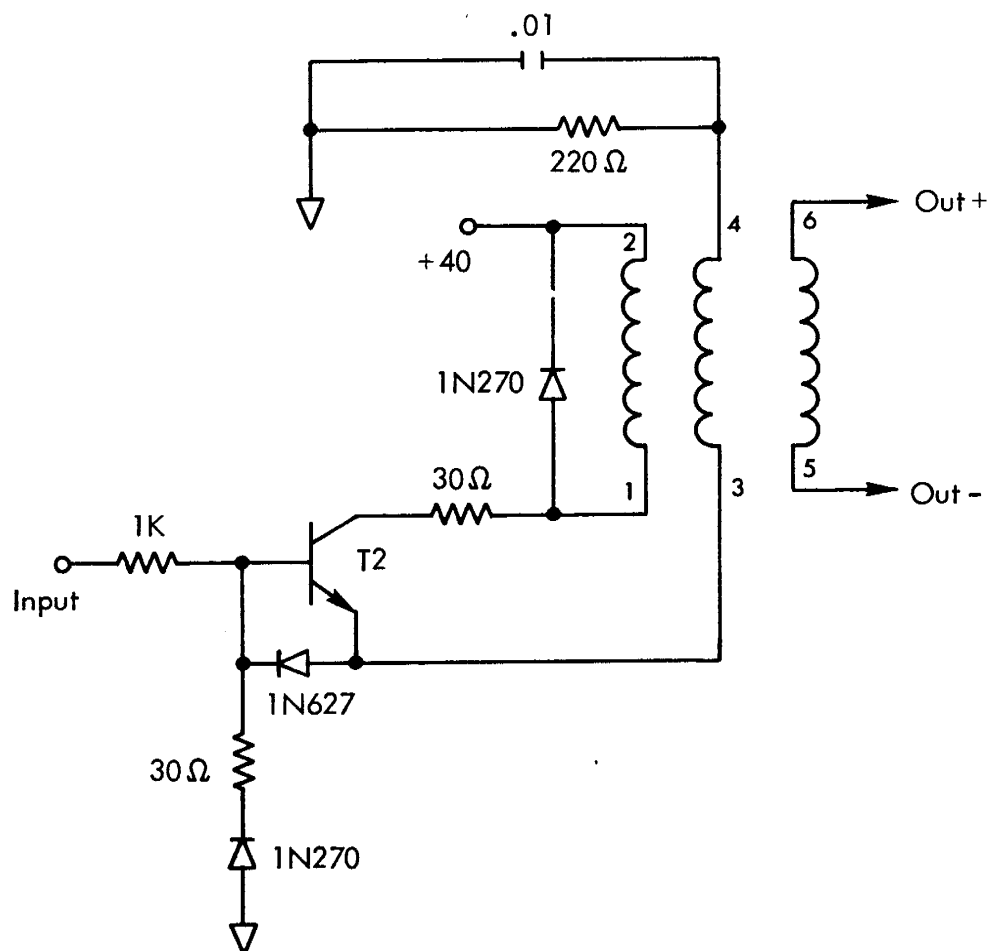 .01
220 Ω
2
4
6
Out +
+40
1N270
30 Ω
1
3
5
Out -
1K
T2
Input
1N627
30 Ω
1N270